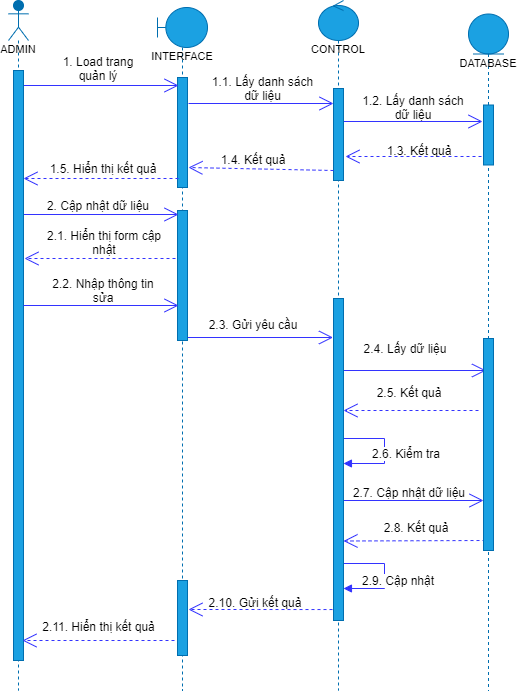 ADMIN
INTERFACE
CONTROL
DATABASE
1. Load trang
quản lý
1.1. Lấy danh sách
dữ liệu
1.2. Lấy danh sách
dữ liệu
1.3. Kết quả
1.4. Kết quả
1.5. Hiển thị kết quả
2. Cập nhật dữ liệu
2.1. Hiển thị form cập
nhật
2.2. Nhập thông tin
sửa
2.3. Gửi yêu cầu
2.4. Lấy dữ liệu
2.5. Kết quả
2.6. Kiểm tra
2.7. Cập nhật dữ liệu
2.8. Kết quả
2.9. Cập nhật
2.10. Gửi kết quả
2.11. Hiển thị kết quả